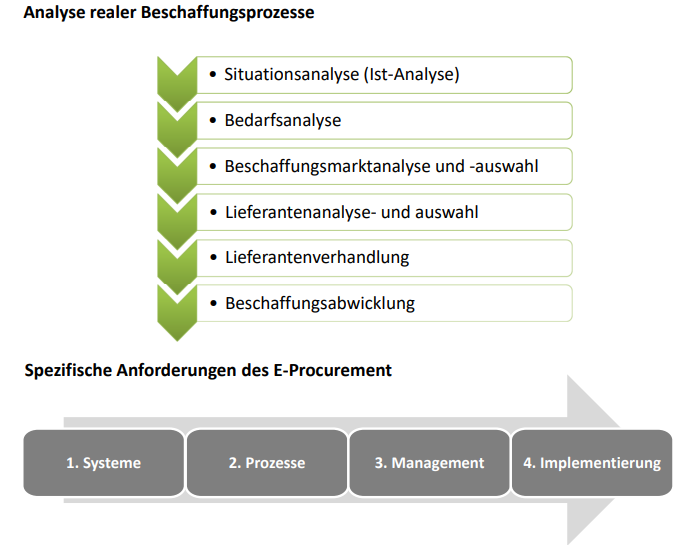 Analyse realer Beschaffungsprozesse
• Situationsanalyse (Ist-Analyse)
• Bedarfsanalyse
• Beschaffungsmarktanalyse und -auswahl
• Lieferantenanalyse- und auswahl
• Lieferantenverhandlung
• Beschaffungsabwicklung
Spezifische Anforderungen des E-Procurement
1. Systeme
2. Prozesse
3. Management
4. Implementierung